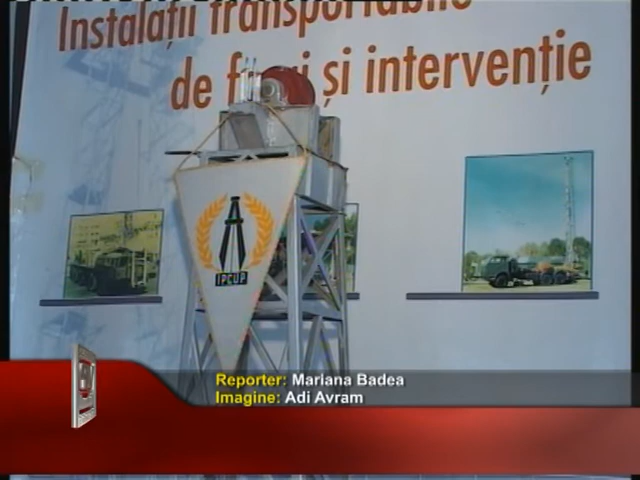 Instalații transportabile
de foraj și intervenție
IPCUP
Reporter: Mariana Badea
Imagine: Adi Avram